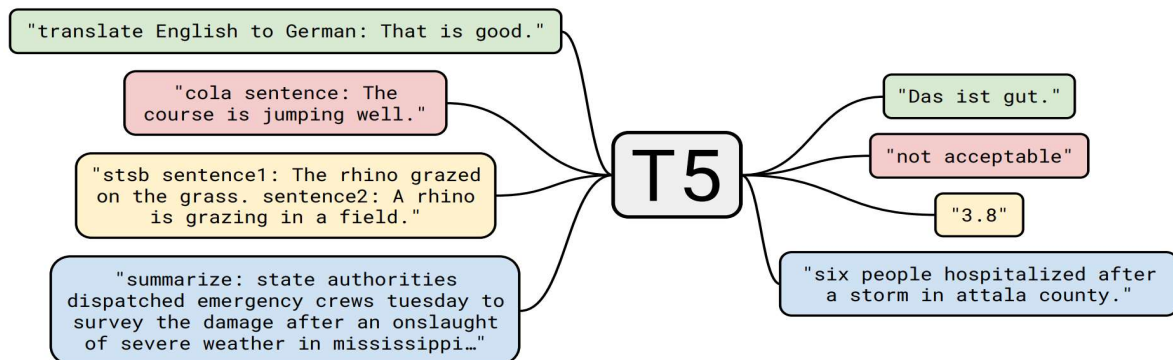 "translate English to German: That is good."
"cola sentence: The
course is jumping well."
"stsb sentence1: The rhino grazed
on the grass. sentence2: A rhino
is grazing in a field."
"summarize: state authorities
dispatched emergency crews tuesday to
survey the damage after an onslaught
of severe weather in mississippi…"
T5
"Das ist gut."
"not acceptable"
"3.8"
"six people hospitalized after
a storm in attala county."